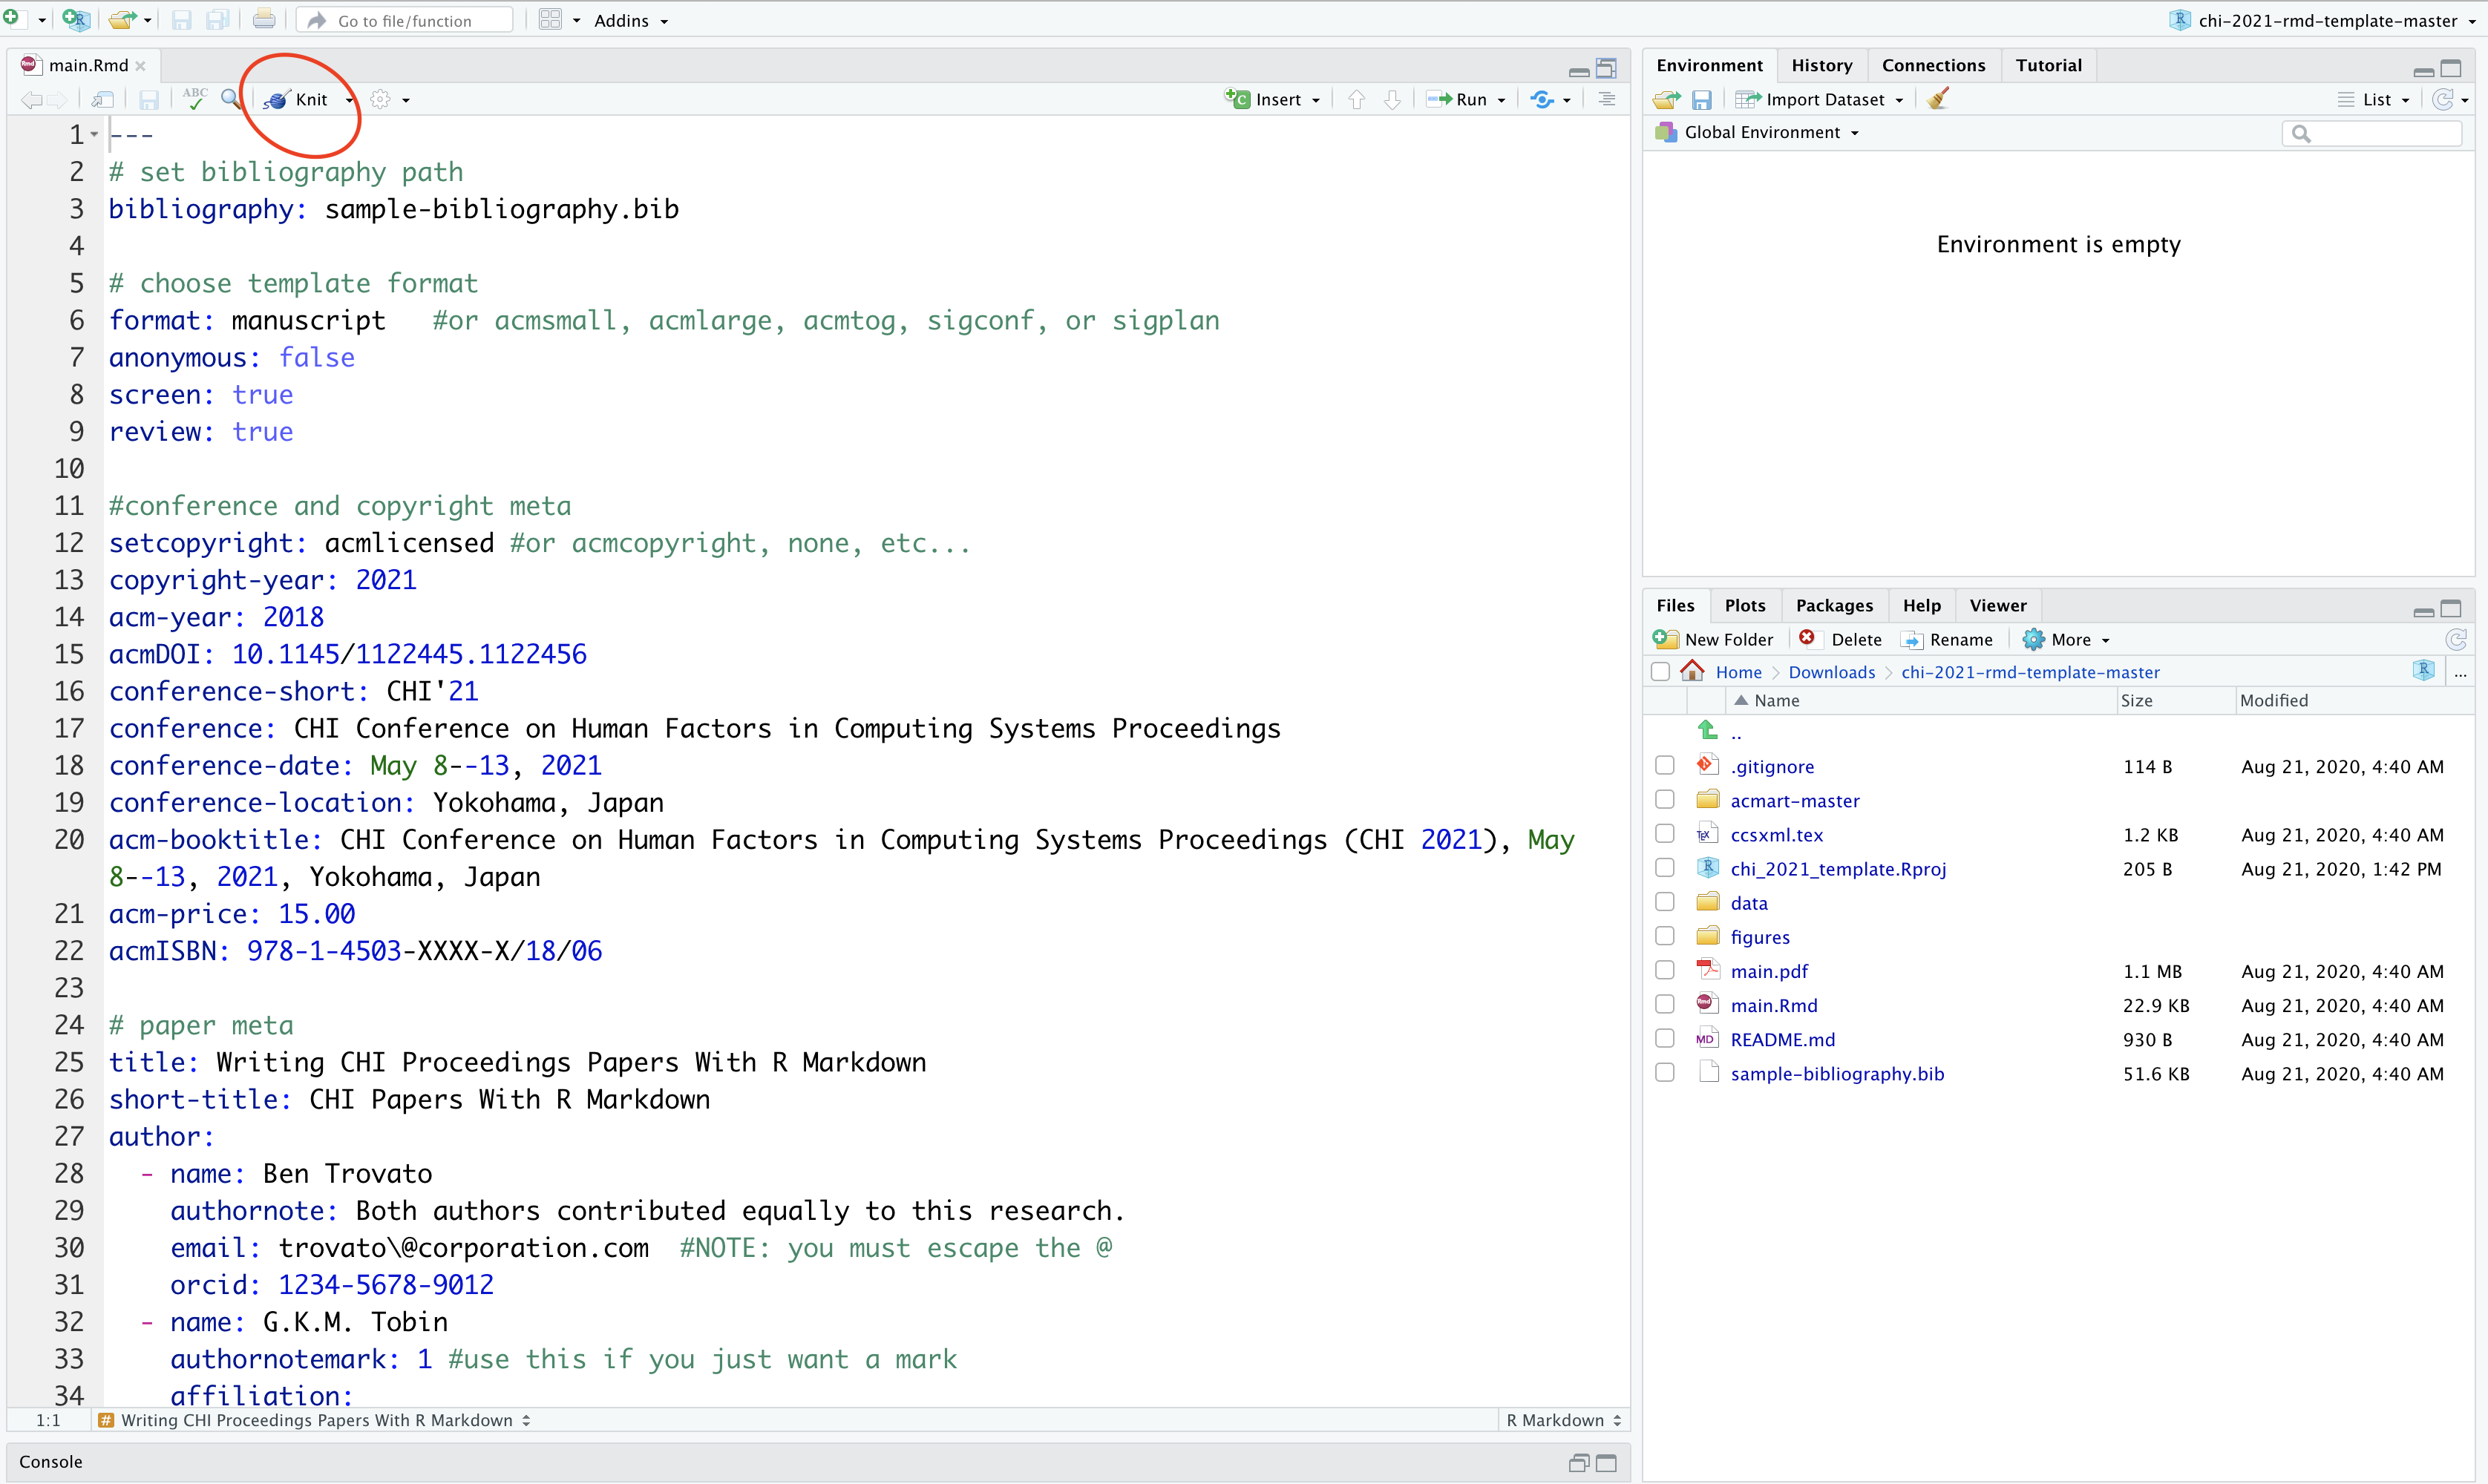 Go to file/function
Addins
chi-2021-rmd-template-master
main.Rmd
ABC
Knit
Insert
Run
1 ---
2 # set bibliography path
3 bibliography: sample-bibliography.bib
4
5 # choose template format
6 format: manuscript   #or acmsmall, acmlarge, acmtog, sigconf, or sigplan
7 anonymous: false
8 screen: true
9 review: true
10
11 #conference and copyright meta
12 setcopyright: acmlicensed #or acmcopyright, none, etc...
13 copyright-year: 2021
14 acm-year: 2018
15 acmDOI: 10.1145/1122445.1122456
16 conference-short: CHI'21
17 conference: CHI Conference on Human Factors in Computing Systems Proceedings
18 conference-date: May 8--13, 2021
19 conference-location: Yokohama, Japan
20 acm-booktitle: CHI Conference on Human Factors in Computing Systems Proceedings (CHI 2021), May
8--13, 2021, Yokohama, Japan
21 acm-price: 15.00
22 acmISBN: 978-1-4503-XXXX-X/18/06
23
24 # paper meta
25 title: Writing CHI Proceedings Papers With R Markdown
26 short-title: CHI Papers With R Markdown
27 author:
28   - name: Ben Trovato
29     authornote: Both authors contributed equally to this research.
30     email: trovato\@corporation.com  #NOTE: you must escape the @
31     orcid: 1234-5678-9012
32   - name: G.K.M. Tobin
33     authornotemark: 1 #use this if you just want a mark
34     affiliation:
1:1 # Writing CHI Proceedings Papers With R Markdown R Markdown
Console
Environment History Connections Tutorial
Import Dataset List
Global Environment
Environment is empty
Files Plots Packages Help Viewer
New Folder Delete Rename More
Home Downloads chi-2021-rmd-template-master R ...
Name Size Modified
..
.gitignore 114 B Aug 21, 2020, 4:40 AM
acmart-master
TEX ccsxml.tex 1.2 KB Aug 21, 2020, 4:40 AM
R chi_2021_template.Rproj 205 B Aug 21, 2020, 1:42 PM
data
figures
main.pdf 1.1 MB Aug 21, 2020, 4:40 AM
Rmd main.Rmd 22.9 KB Aug 21, 2020, 4:40 AM
MD README.md 930 B Aug 21, 2020, 4:40 AM
sample-bibliography.bib 51.6 KB Aug 21, 2020, 4:40 AM